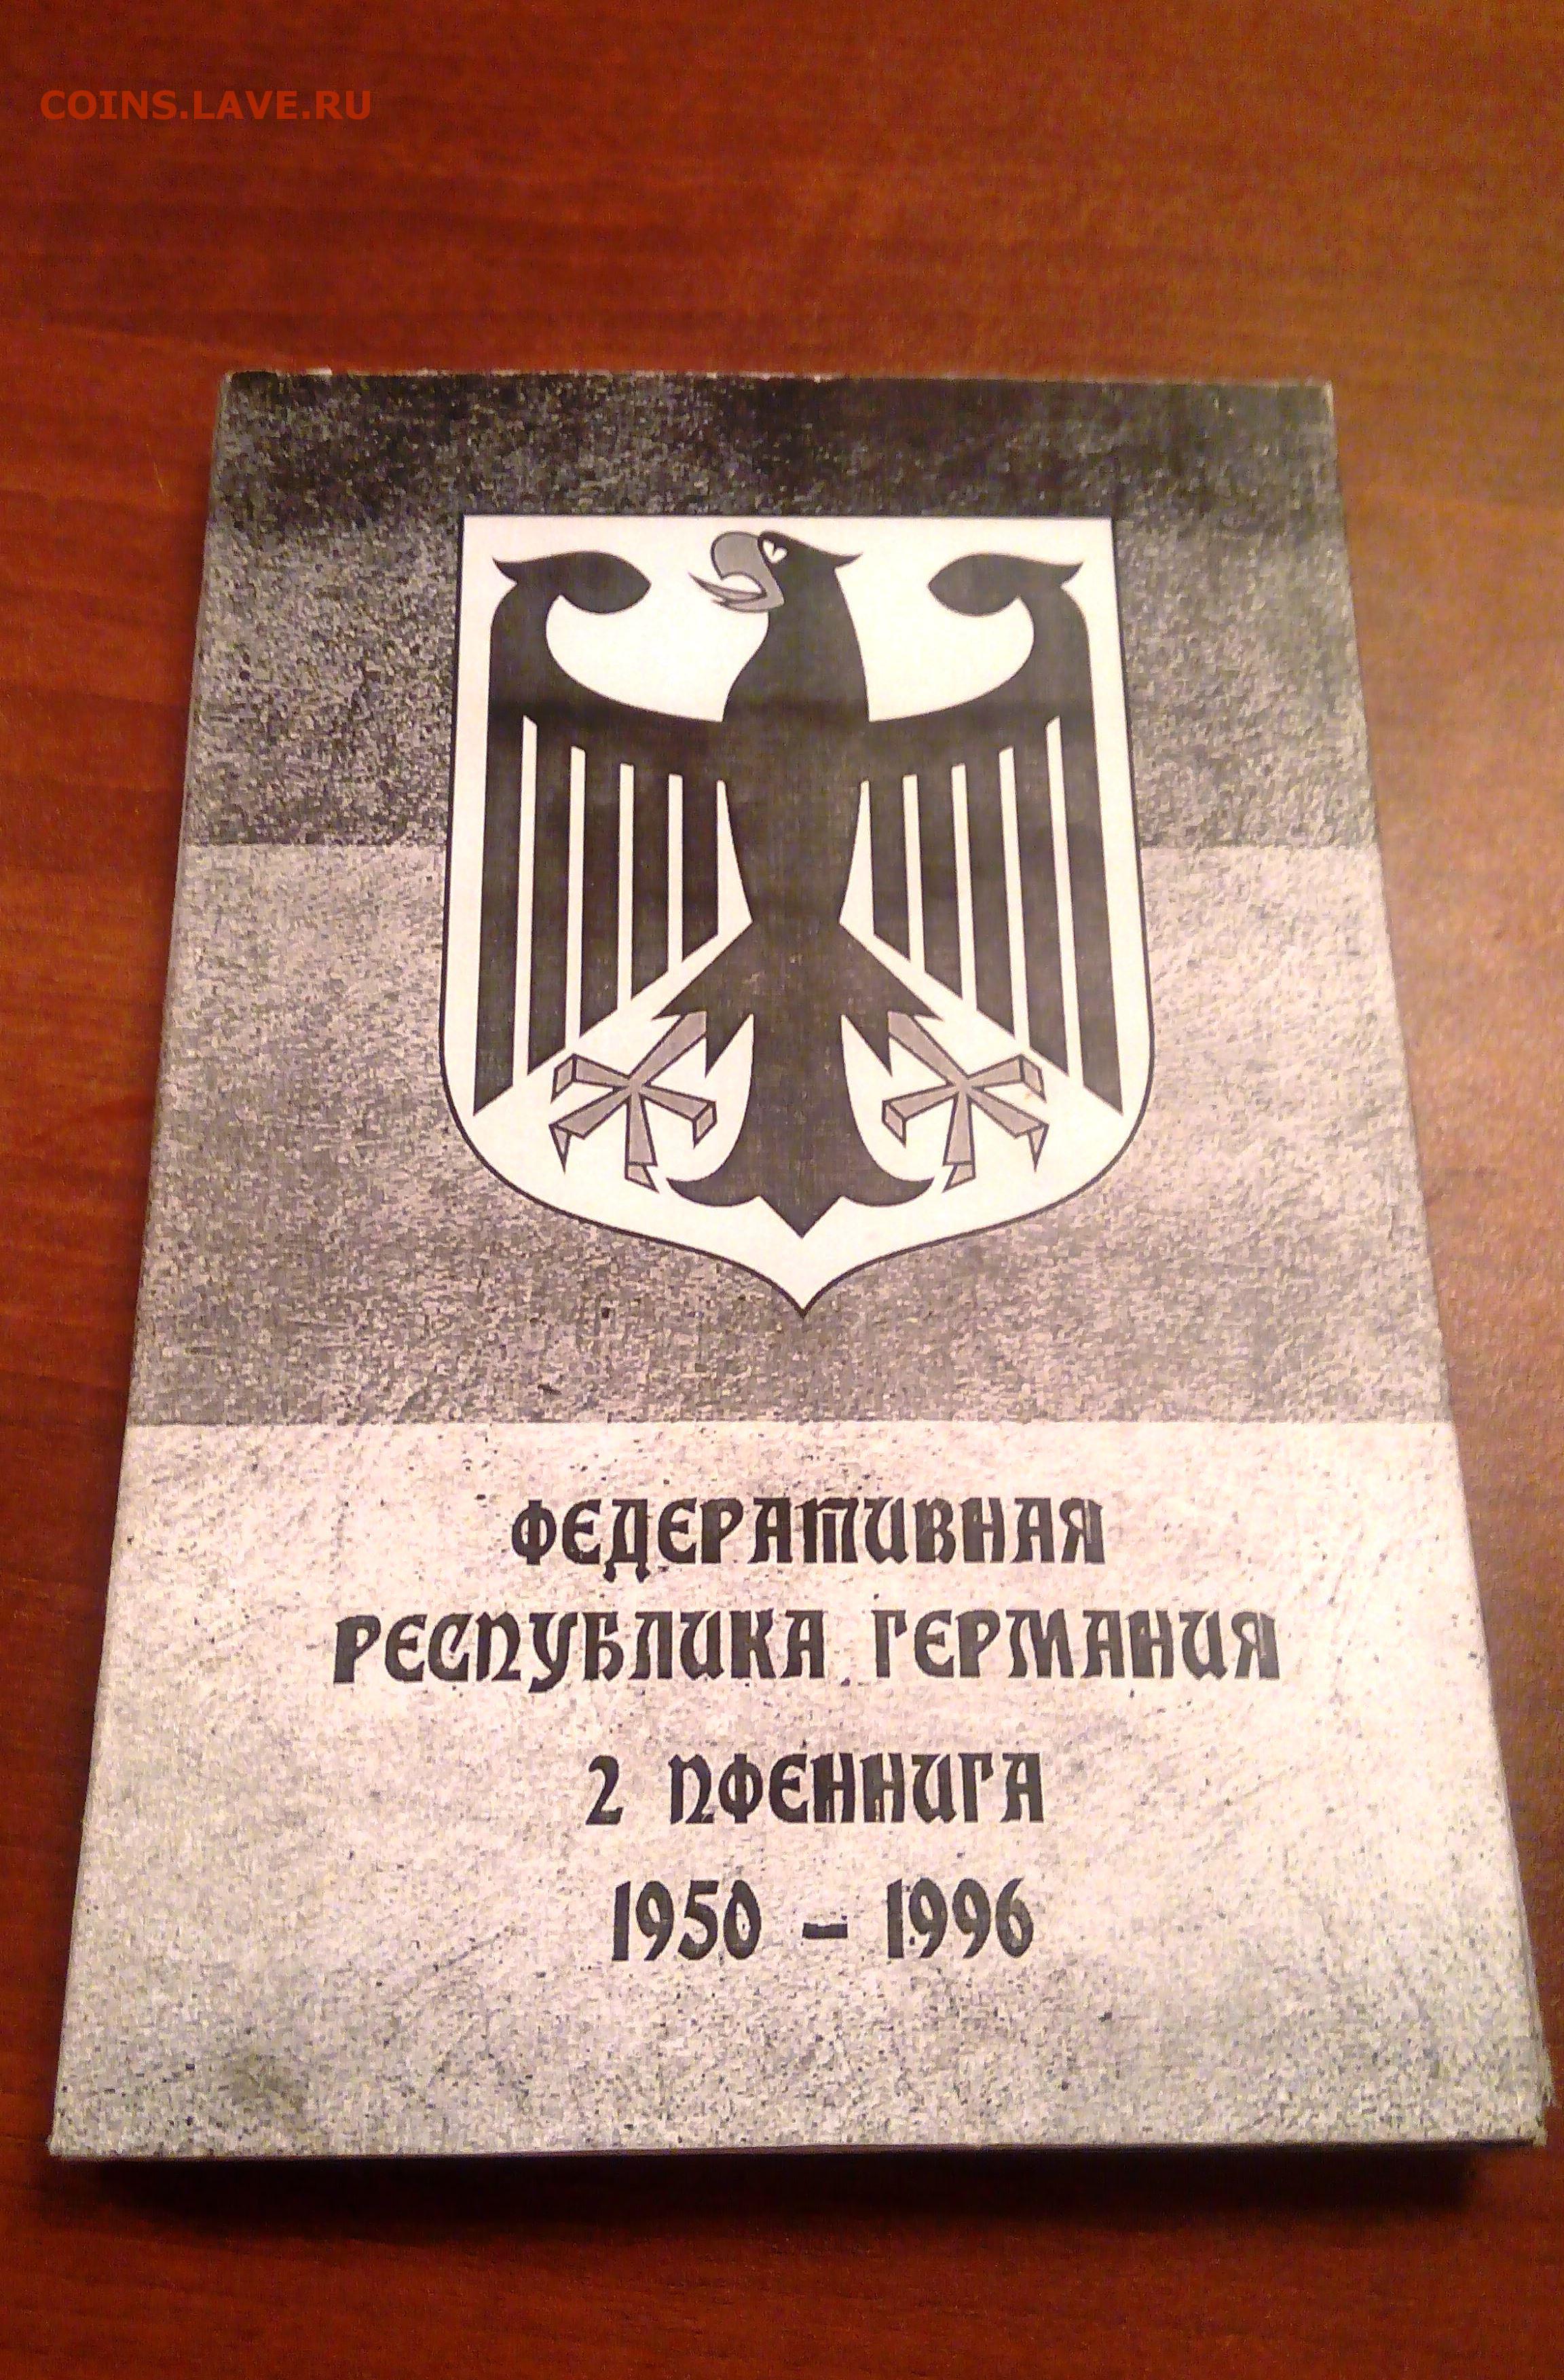 COINS.LAVE.RU
ФЕДЕРАТИВНАЯ
РЕСПУБЛИКА ГЕРМАНИЯ
2 ПФЕННИГА
1950 – 1996